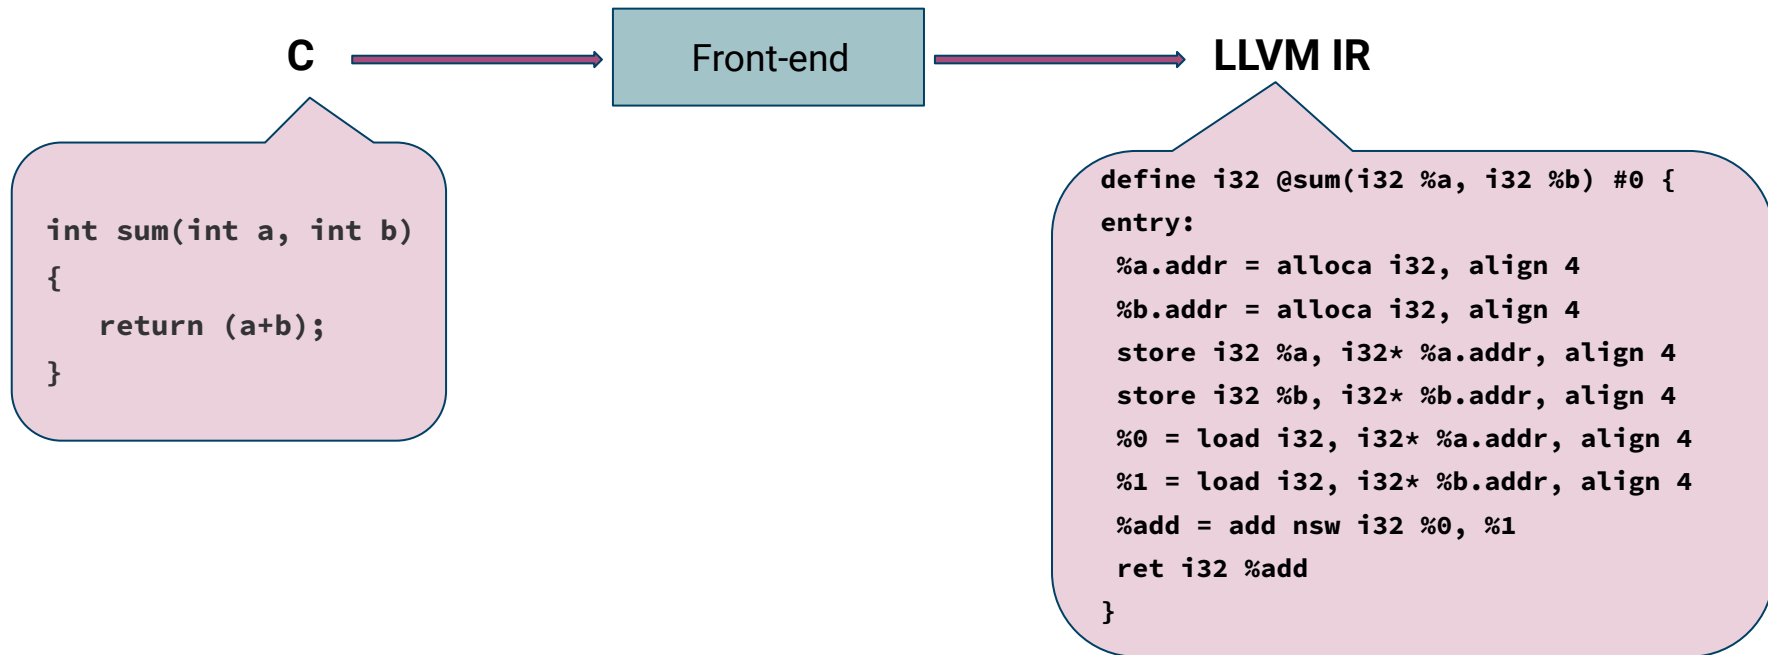 C
Front-end
LLVM IR
int sum(int a, int b)
{
   return (a+b);
}
define i32 @sum(i32 %a, i32 %b) #0 {
entry:
 %a.addr = alloca i32, align 4
 %b.addr = alloca i32, align 4
 store i32 %a, i32* %a.addr, align 4
 store i32 %b, i32* %b.addr, align 4
 %0 = load i32, i32* %a.addr, align 4
 %1 = load i32, i32* %b.addr, align 4
 %add = add nsw i32 %0, %1
 ret i32 %add
}